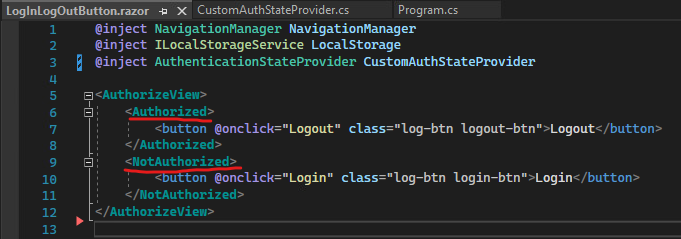 LogInLogOutButton.razor CustomAuthStateProvider.cs Program.cs
1 @inject NavigationManager NavigationManager
2 @inject ILocalStorageService LocalStorage
3 @inject AuthenticationStateProvider CustomAuthStateProvider
4
5 <AuthorizeView>
6 <Authorized>
7 <button @onclick="Logout" class="log-btn logout-btn">Logout</button>
8 </Authorized>
9 <NotAuthorized>
10 <button @onclick="Login" class="log-btn login-btn">Login</button>
11 </NotAuthorized>
12 </AuthorizeView>
13